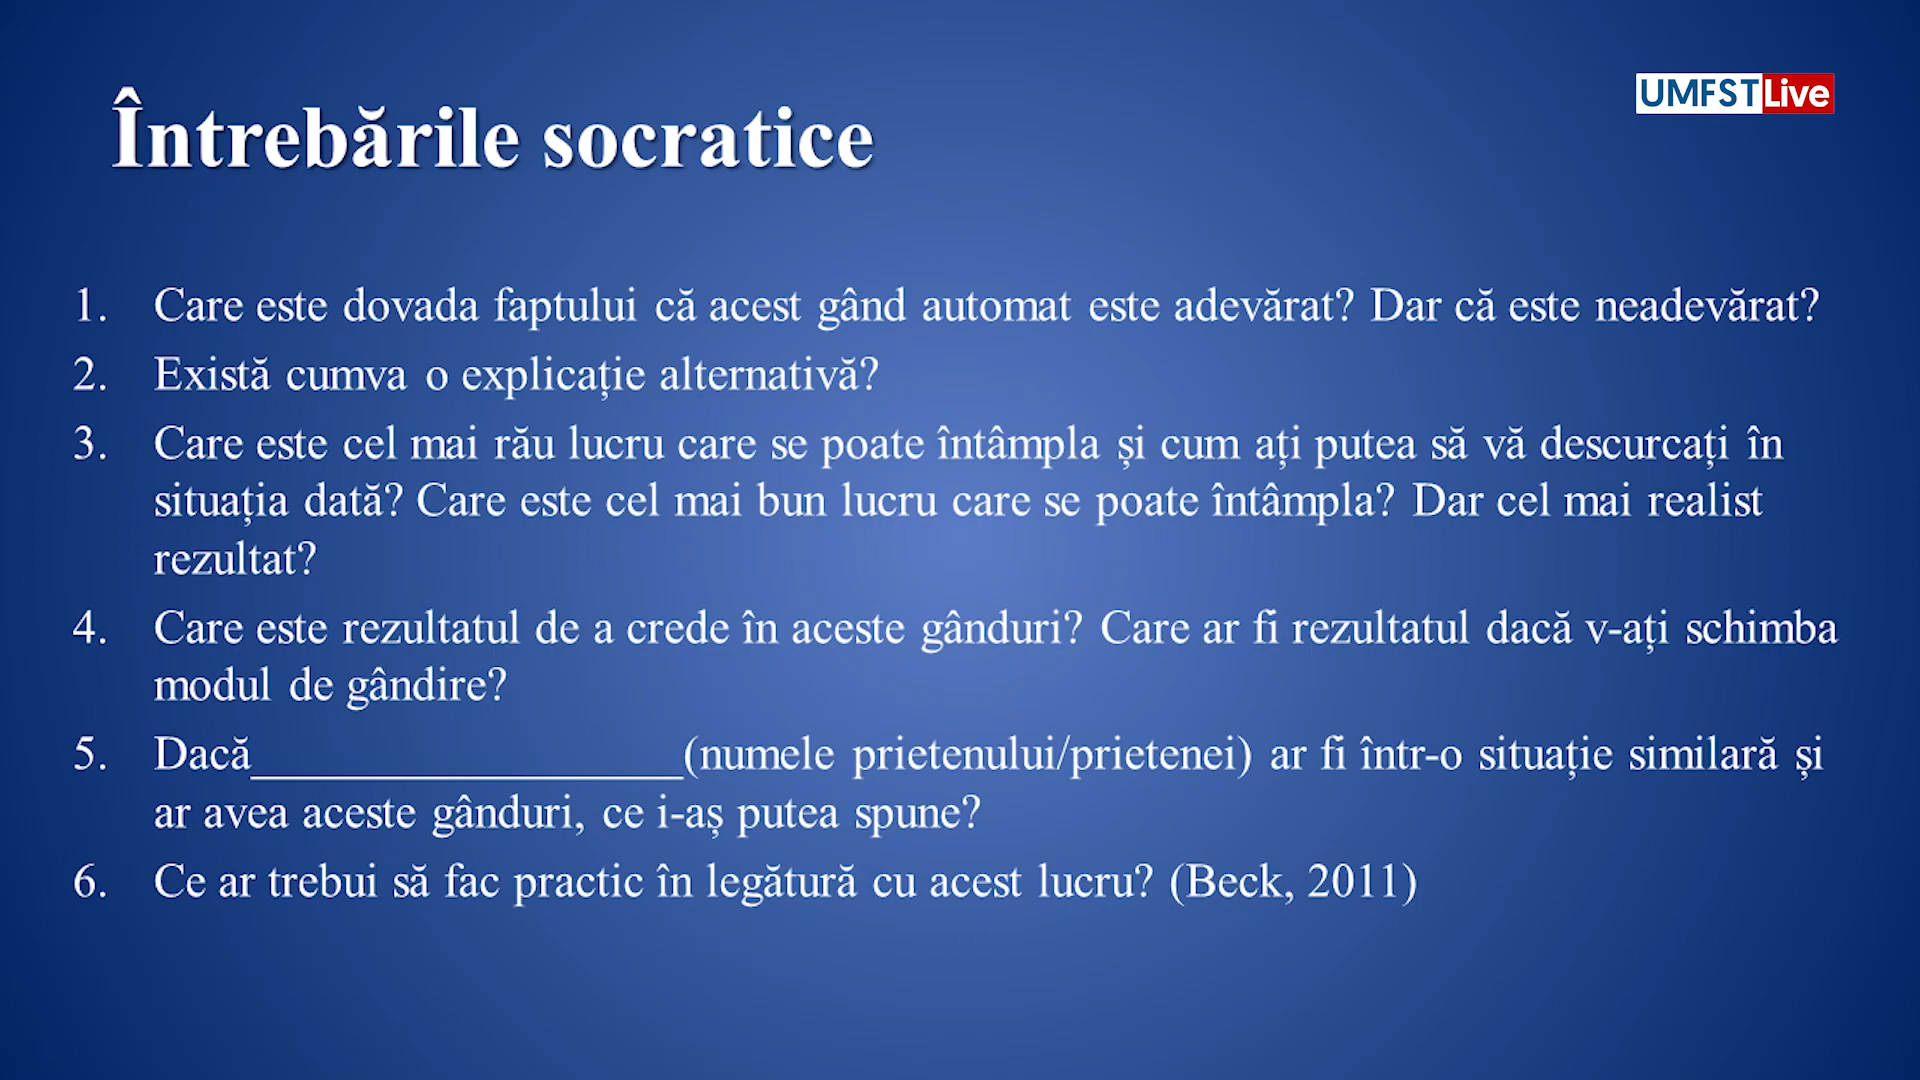 UMFST Live
Întrebările socratice
1. Care este dovada faptului că acest gând automat este adevărat? Dar că este neadevărat?
2. Există cumva o explicație alternativă?
3. Care este cel mai rău lucru care se poate întâmpla și cum ați putea să vă descurcați în
situația dată? Care este cel mai bun lucru care se poate întâmpla? Dar cel mai realist
rezultat?
4. Care este rezultatul de a crede în aceste gânduri? Care ar fi rezultatul dacă v-ați schimba
modul de gândire?
5. Dacă__________________(numele prietenului/prietenei) ar fi într-o situație similară și
ar avea aceste gânduri, ce i-aș putea spune?
6. Ce ar trebui să fac practic în legătură cu acest lucru? (Beck, 2011)